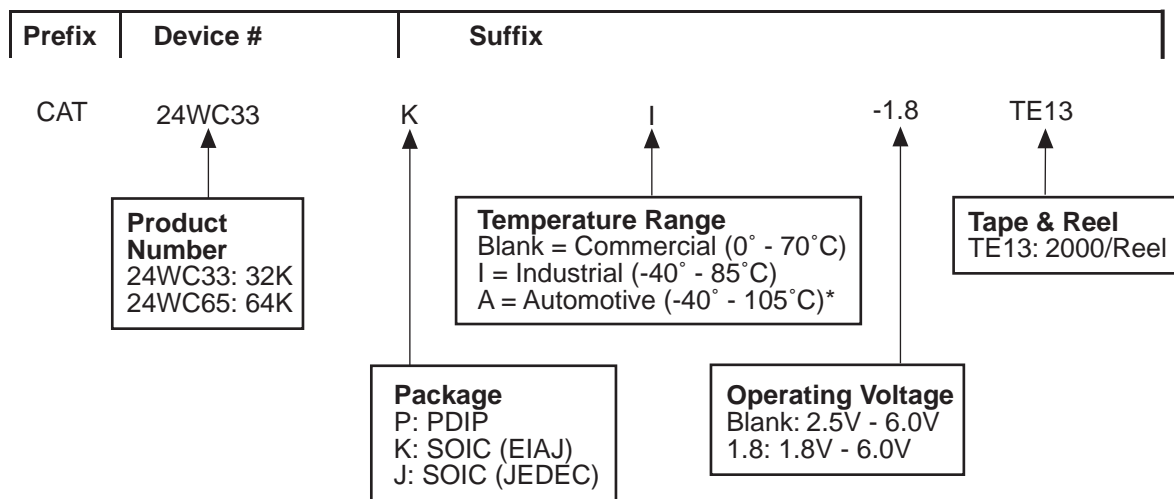 Prefix Device # Suffix
CAT 24WC33 K I -1.8 TE13
Product
Number
24WC33: 32K
24WC65: 64K
Temperature Range
Blank = Commercial (0˚ - 70˚C)
I = Industrial (-40˚ - 85˚C)
A = Automotive (-40˚ - 105˚C)*
Tape & Reel
TE13: 2000/Reel
Package
P: PDIP
K: SOIC (EIAJ)
J: SOIC (JEDEC)
Operating Voltage
Blank: 2.5V - 6.0V
1.8: 1.8V - 6.0V